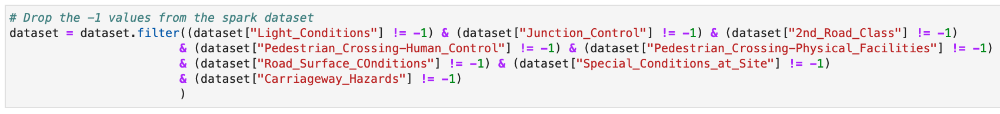 # Drop the -1 values from the spark dataset
dataset = dataset.filter((dataset["Light_Conditions"] != -1) & (dataset["Junction_Control"] != -1) & (dataset["2nd_Road_Class"] != -1)
& (dataset["Pedestrian_Crossing-Human_Control"] != -1) & (dataset["Pedestrian_Crossing-Physical_Facilities"] != -1)
& (dataset["Road_Surface_COnditions"] != -1) & (dataset["Special_Conditions_at_Site"] != -1)
& (dataset["Carriageway_Hazards"] != -1)
)